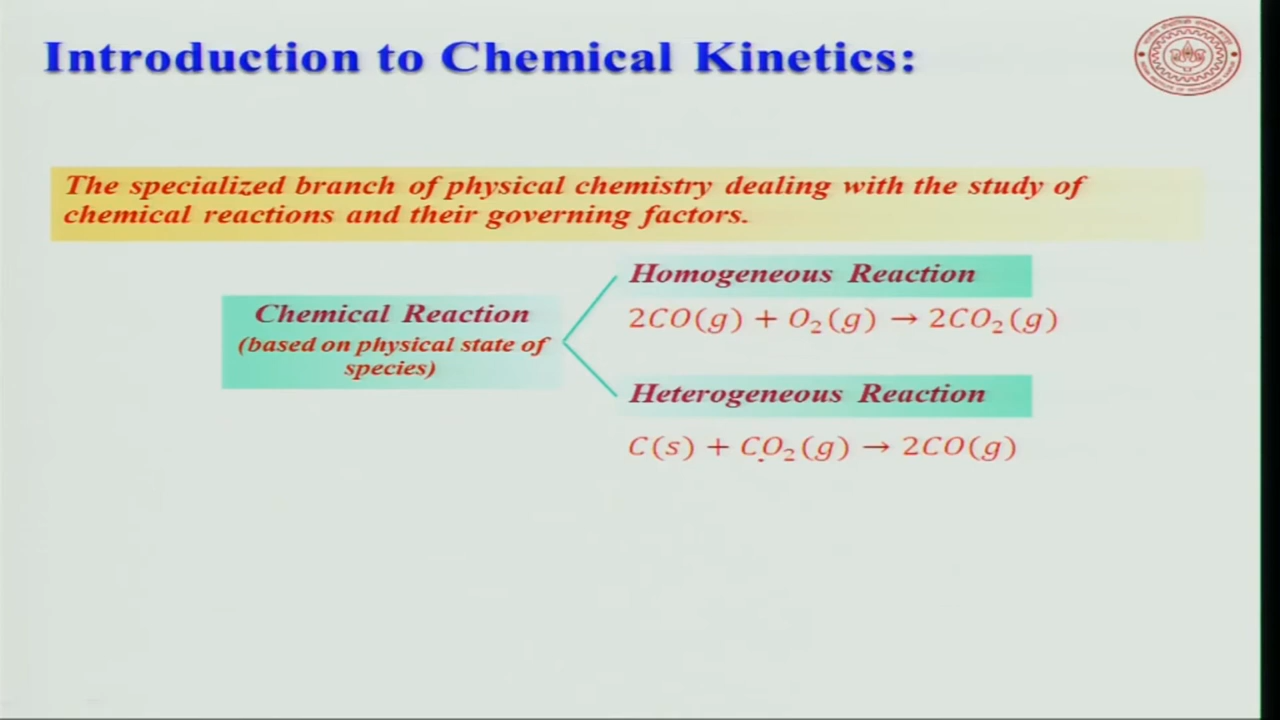 Introduction to Chemical Kinetics:
The specialized branch of physical chemistry dealing with the study of
chemical reactions and their governing factors.
Homogeneous Reaction
2CO(g) + O₂(g) → 2CO₂(g)
Chemical Reaction
(based on physical state of
species)
Heterogeneous Reaction
C(s) + CO₂(g) → 2CO(g)